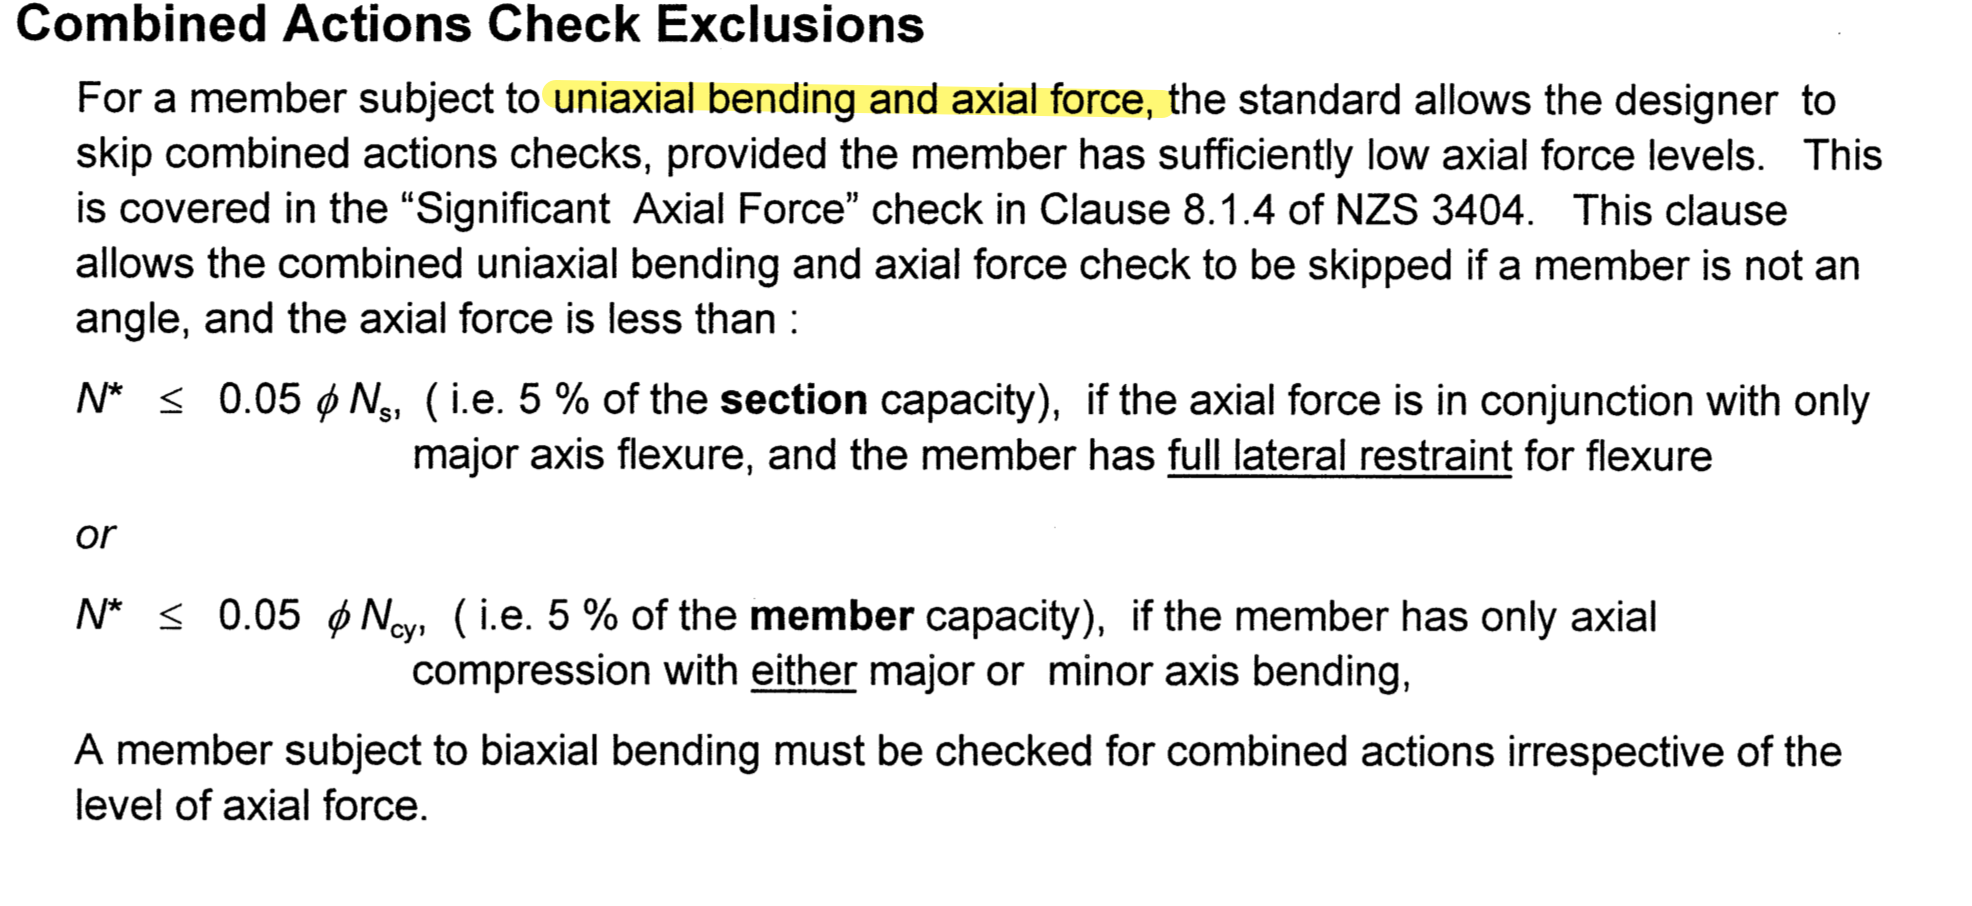 Combined Actions Check Exclusions
For a member subject to uniaxial bending and axial force, the standard allows the designer to
skip combined actions checks, provided the member has sufficiently low axial force levels. This
is covered in the “Significant Axial Force” check in Clause 8.1.4 of NZS 3404. This clause
allows the combined uniaxial bending and axial force check to be skipped if a member is not an
angle, and the axial force is less than :
N* ≤ 0.05 ϕ Ns, ( i.e. 5 % of the section capacity), if the axial force is in conjunction with only
major axis flexure, and the member has full lateral restraint for flexure
or
N* ≤ 0.05 ϕ Ncy, ( i.e. 5 % of the member capacity), if the member has only axial
compression with either major or minor axis bending,
A member subject to biaxial bending must be checked for combined actions irrespective of the
level of axial force.